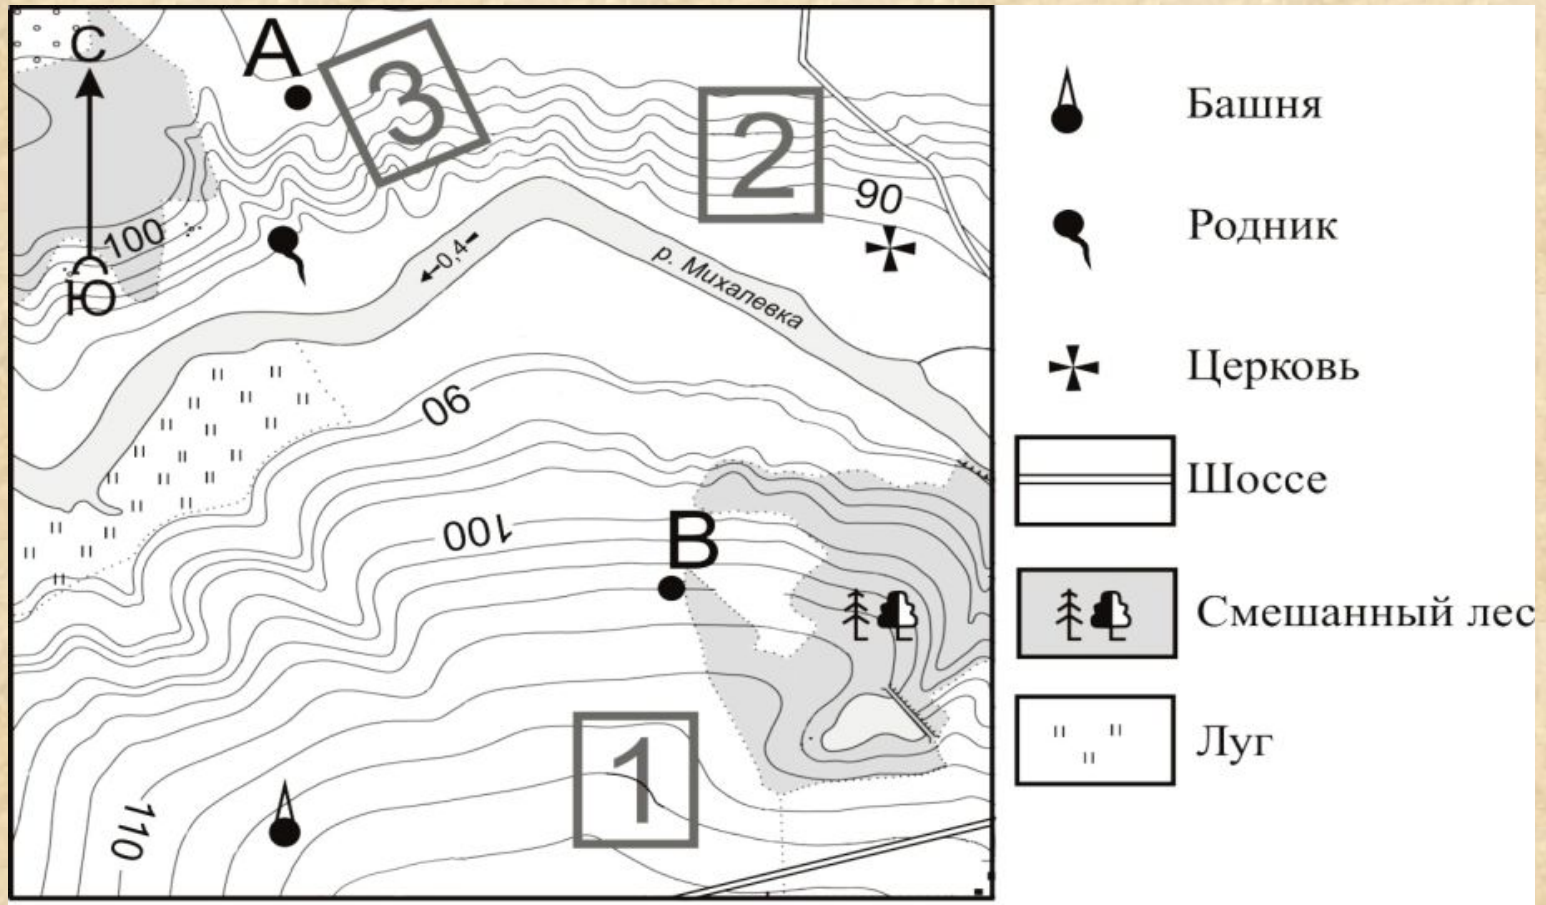 С
А
3
2
100
90
Ю
0,4
р. Михалевка
90
100
В
1
110
Башня
Родник
Церковь
Шоссе
Смешанный лес
Луг